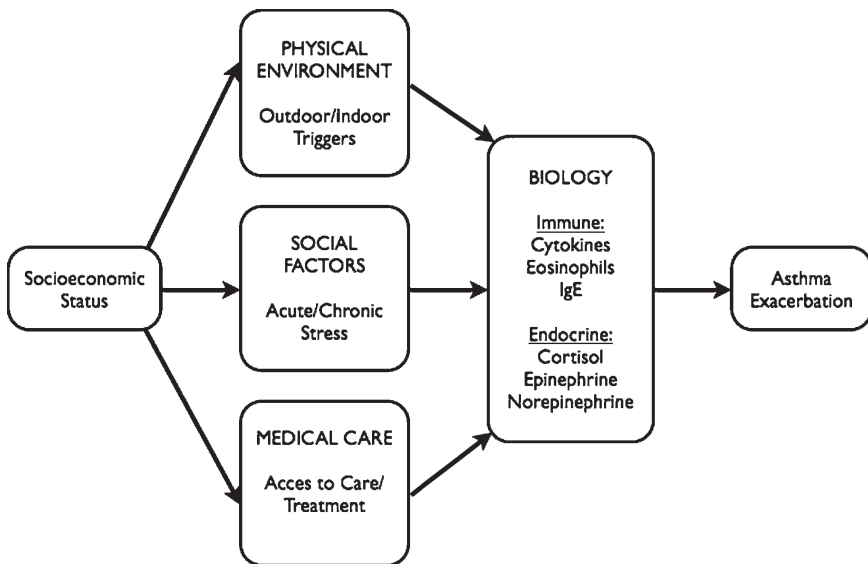 PHYSICAL
ENVIRONMENT
Outdoor/Indoor
Triggers
Socioeconomic
Status
SOCIAL
FACTORS
Acute/Chronic
Stress
MEDICAL CARE
Acces to Care/
Treatment
BIOLOGY
Immune:
Cytokines
Eosinophils
IgE
Endocrine:
Cortisol
Epinephrine
Norepinephrine
Asthma
Exacerbation